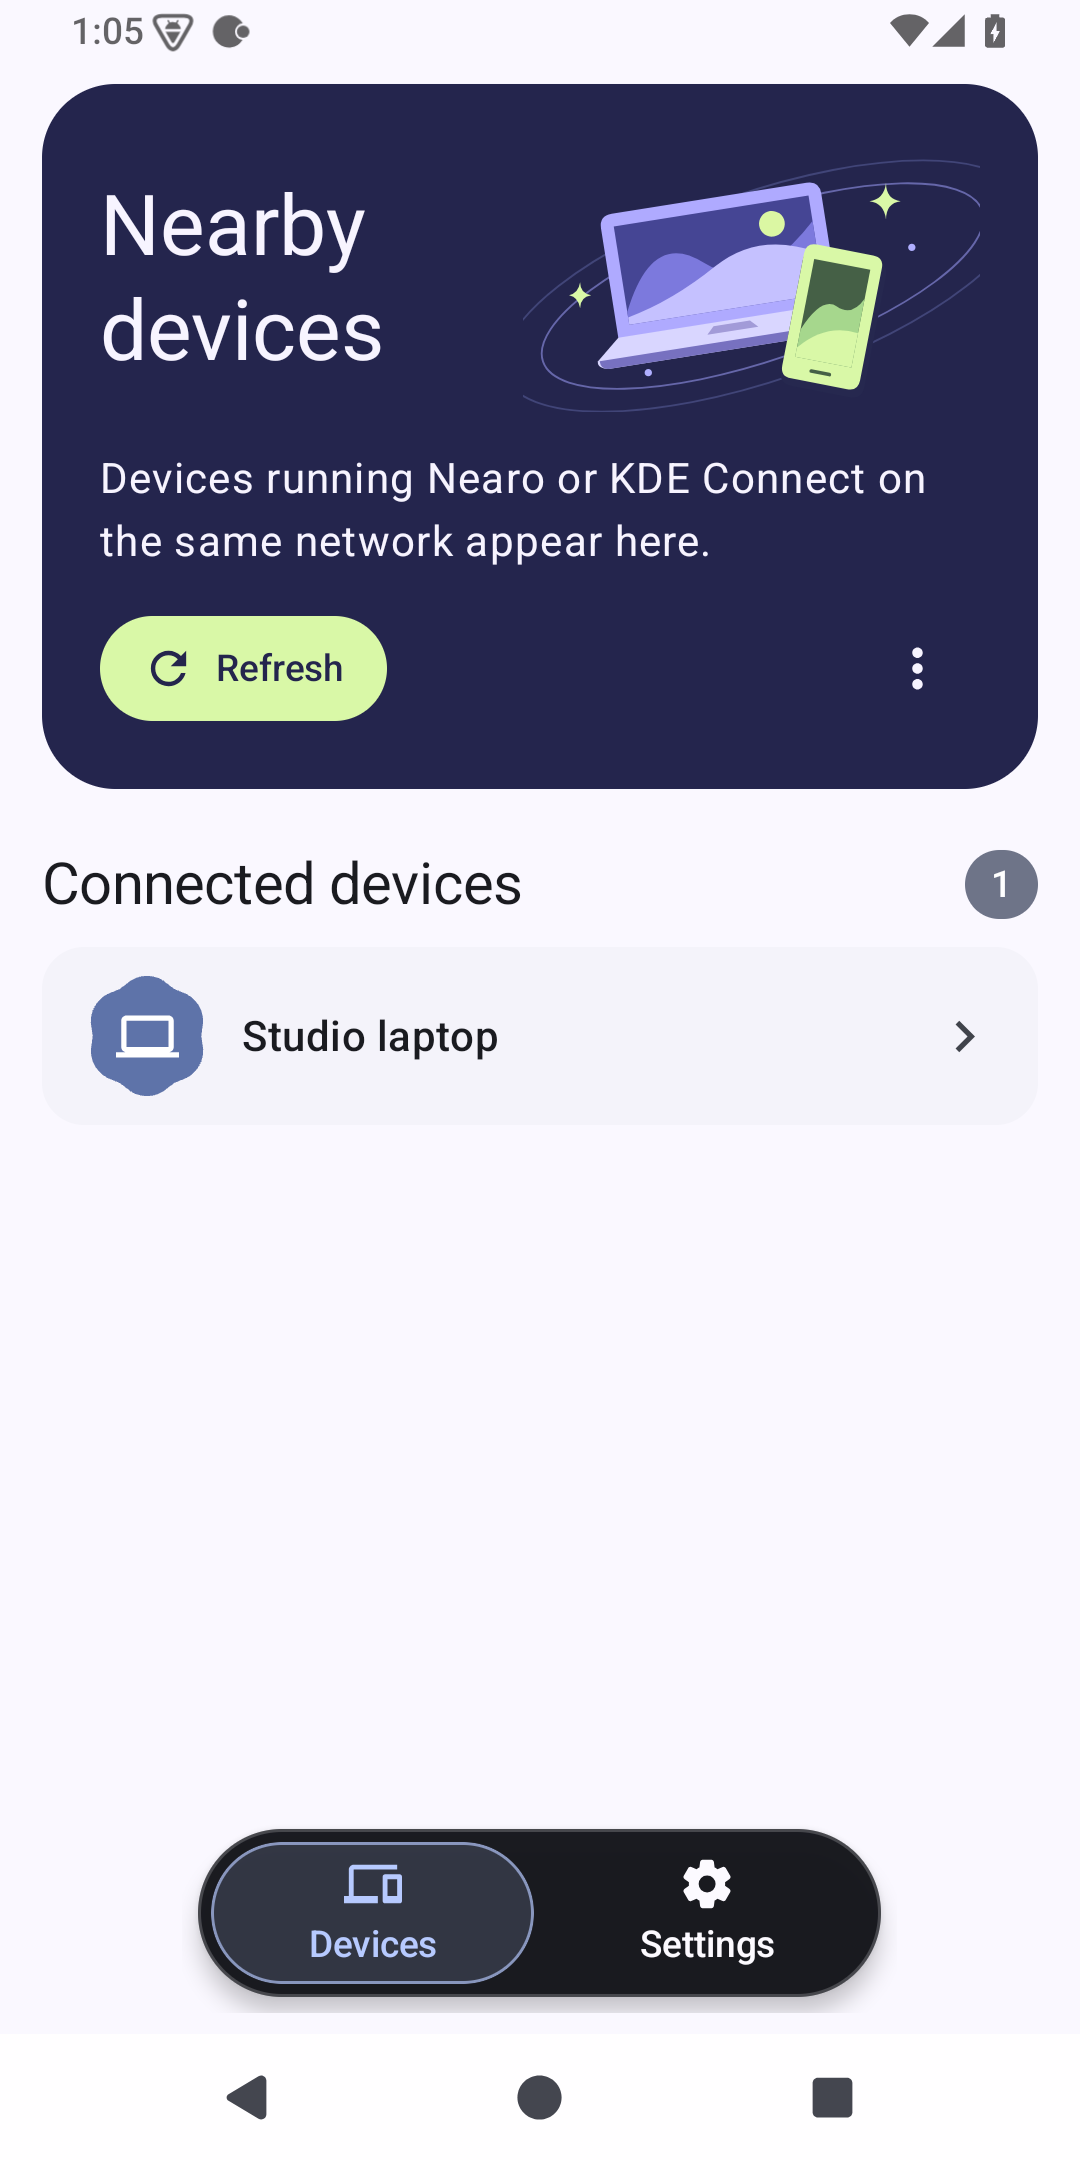 1:05
Nearby
devices
Devices running Nearo or KDE Connect on
the same network appear here.
Refresh
Connected devices
1
Studio laptop
Devices
Settings